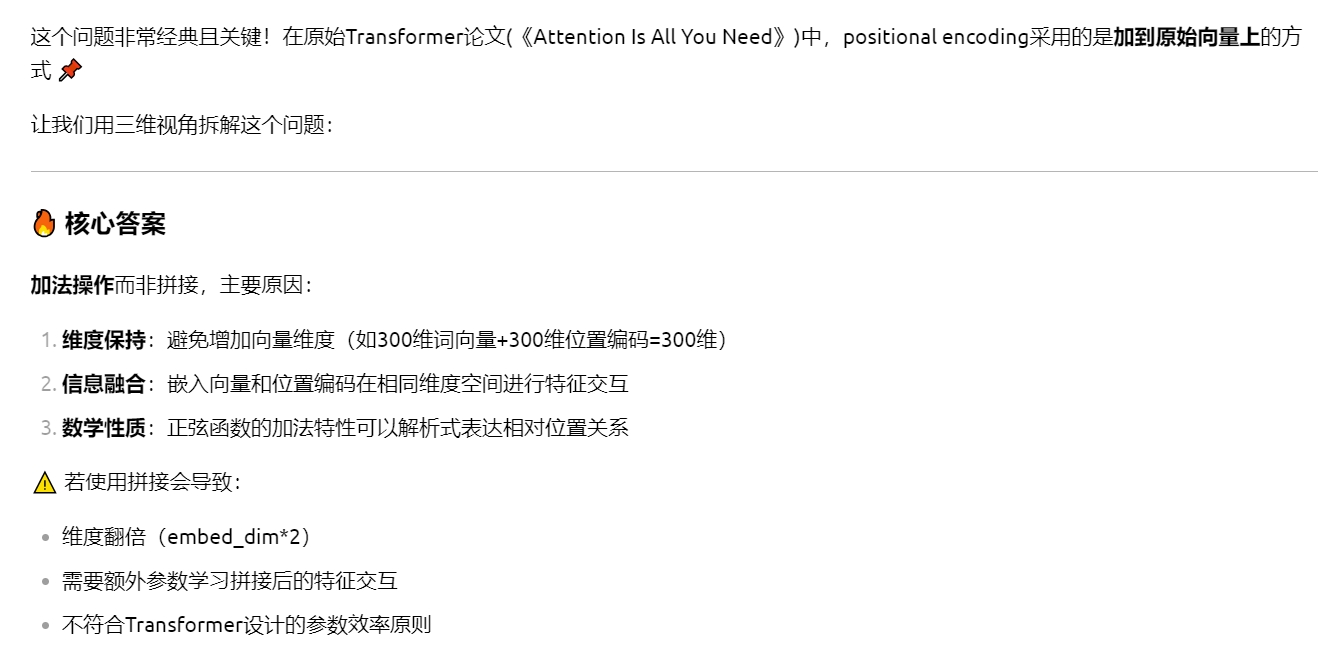 这个问题非常经典且关键！在原始Transformer论文(《Attention Is All You Need》)中，positional encoding采用的是加到原始向量上的方
式 📌
让我们用三维视角拆解这个问题：
🔥 核心答案
加法操作而非拼接，主要原因：
1. 维度保持：避免增加向量维度（如300维词向量+300维位置编码=300维）
2. 信息融合：嵌入向量和位置编码在相同维度空间进行特征交互
3. 数学性质：正弦函数的加法特性可以解析式表达相对位置关系
⚠️ 若使用拼接会导致：
• 维度翻倍（embed_dim*2）
• 需要额外参数学习拼接后的特征交互
• 不符合Transformer设计的参数效率原则